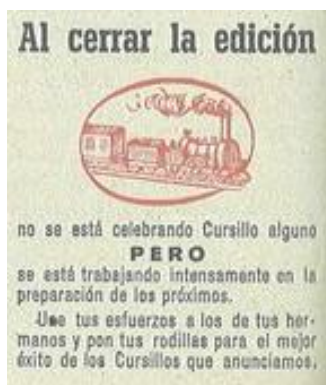 Al cerrar la edición
no se está celebrando Cursillo alguno
PERO
se está trabajando intensamente en la
preparación de los próximos.
Une tus esfuerzos a los de tus her-
manos y pon tus rodillas para el mejor
éxito de los Cursillos que anunciamos.